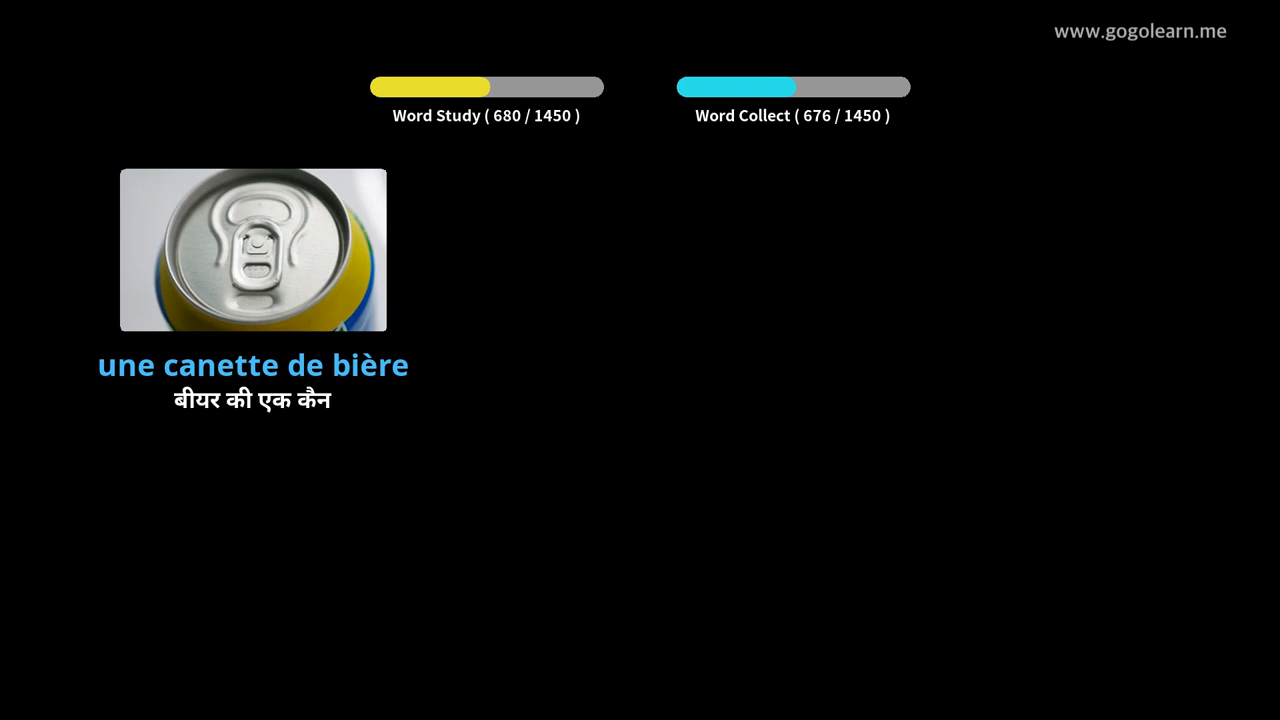 www.gogolearn.me
Word Study ( 680 / 1450 )
Word Collect ( 676 / 1450 )
une canette de bière
बीयर की एक कैन